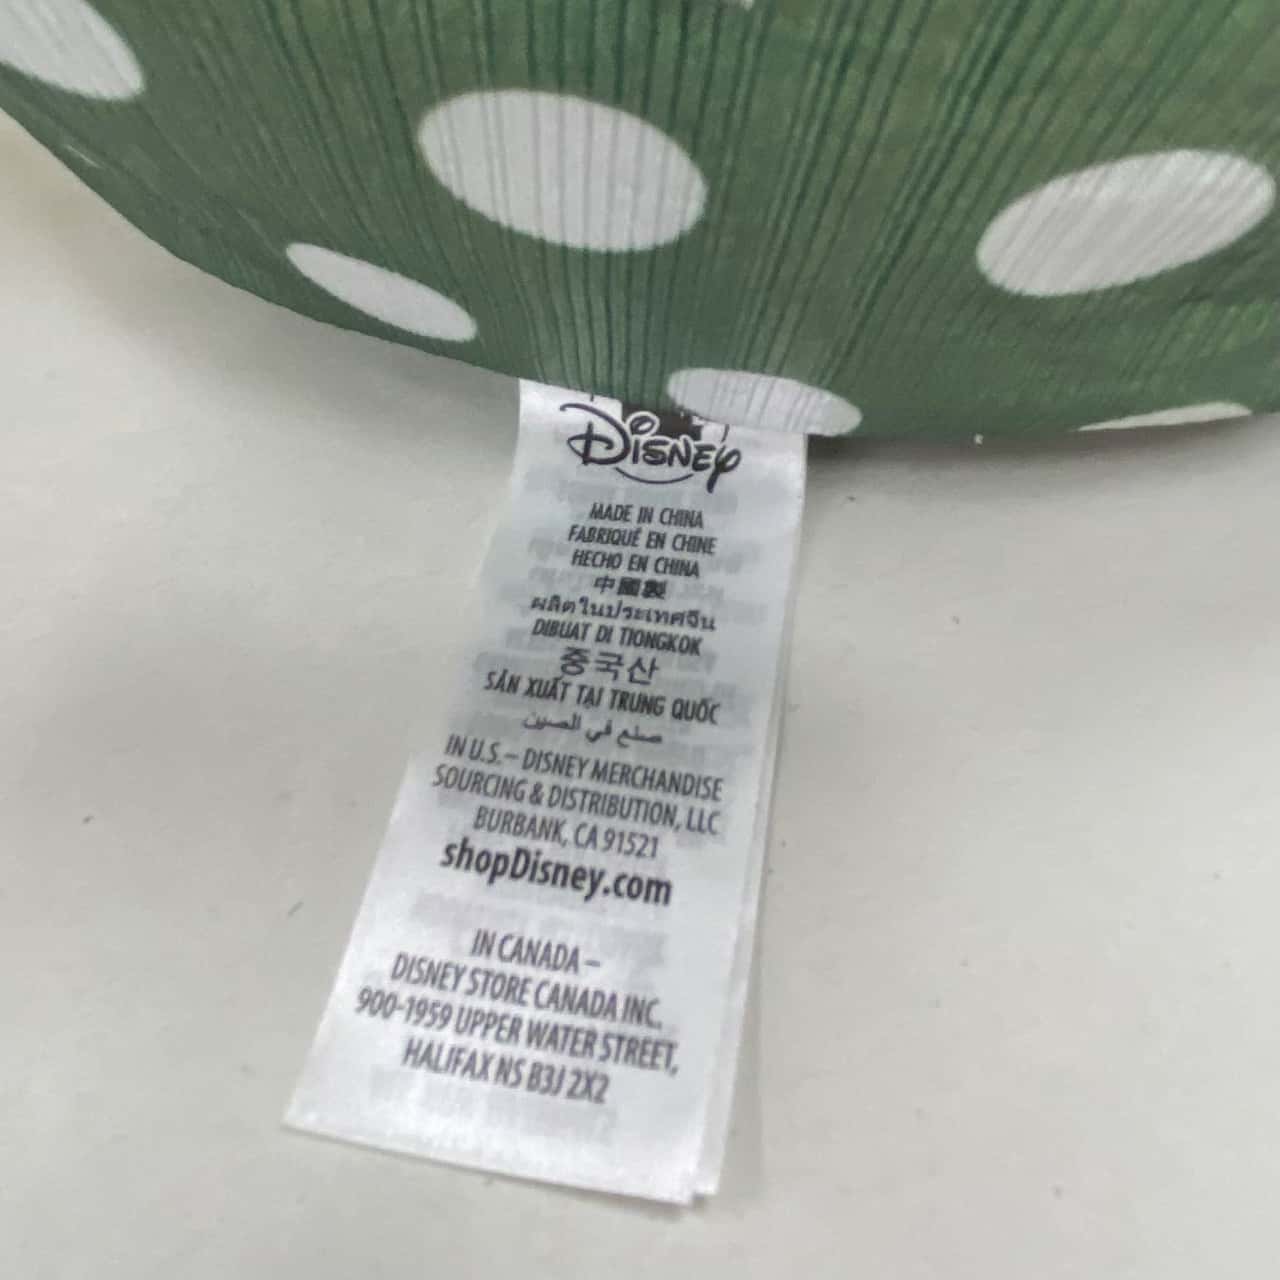 Disney
MADE IN CHINA
FABRIQUÉ EN CHINE
HECHO EN CHINA
中國製
ผลิตในประเทศจีน
DIBUAT DI TIONGKOK
중국산
SẢN XUẤT TẠI TRUNG QUỐC
صنع في الصين
IN U.S. – DISNEY MERCHANDISE
SOURCING & DISTRIBUTION, LLC
BURBANK, CA 91521
shopDisney.com
IN CANADA –
DISNEY STORE CANADA INC.
900-1959 UPPER WATER STREET,
HALIFAX NS B3J 2X2